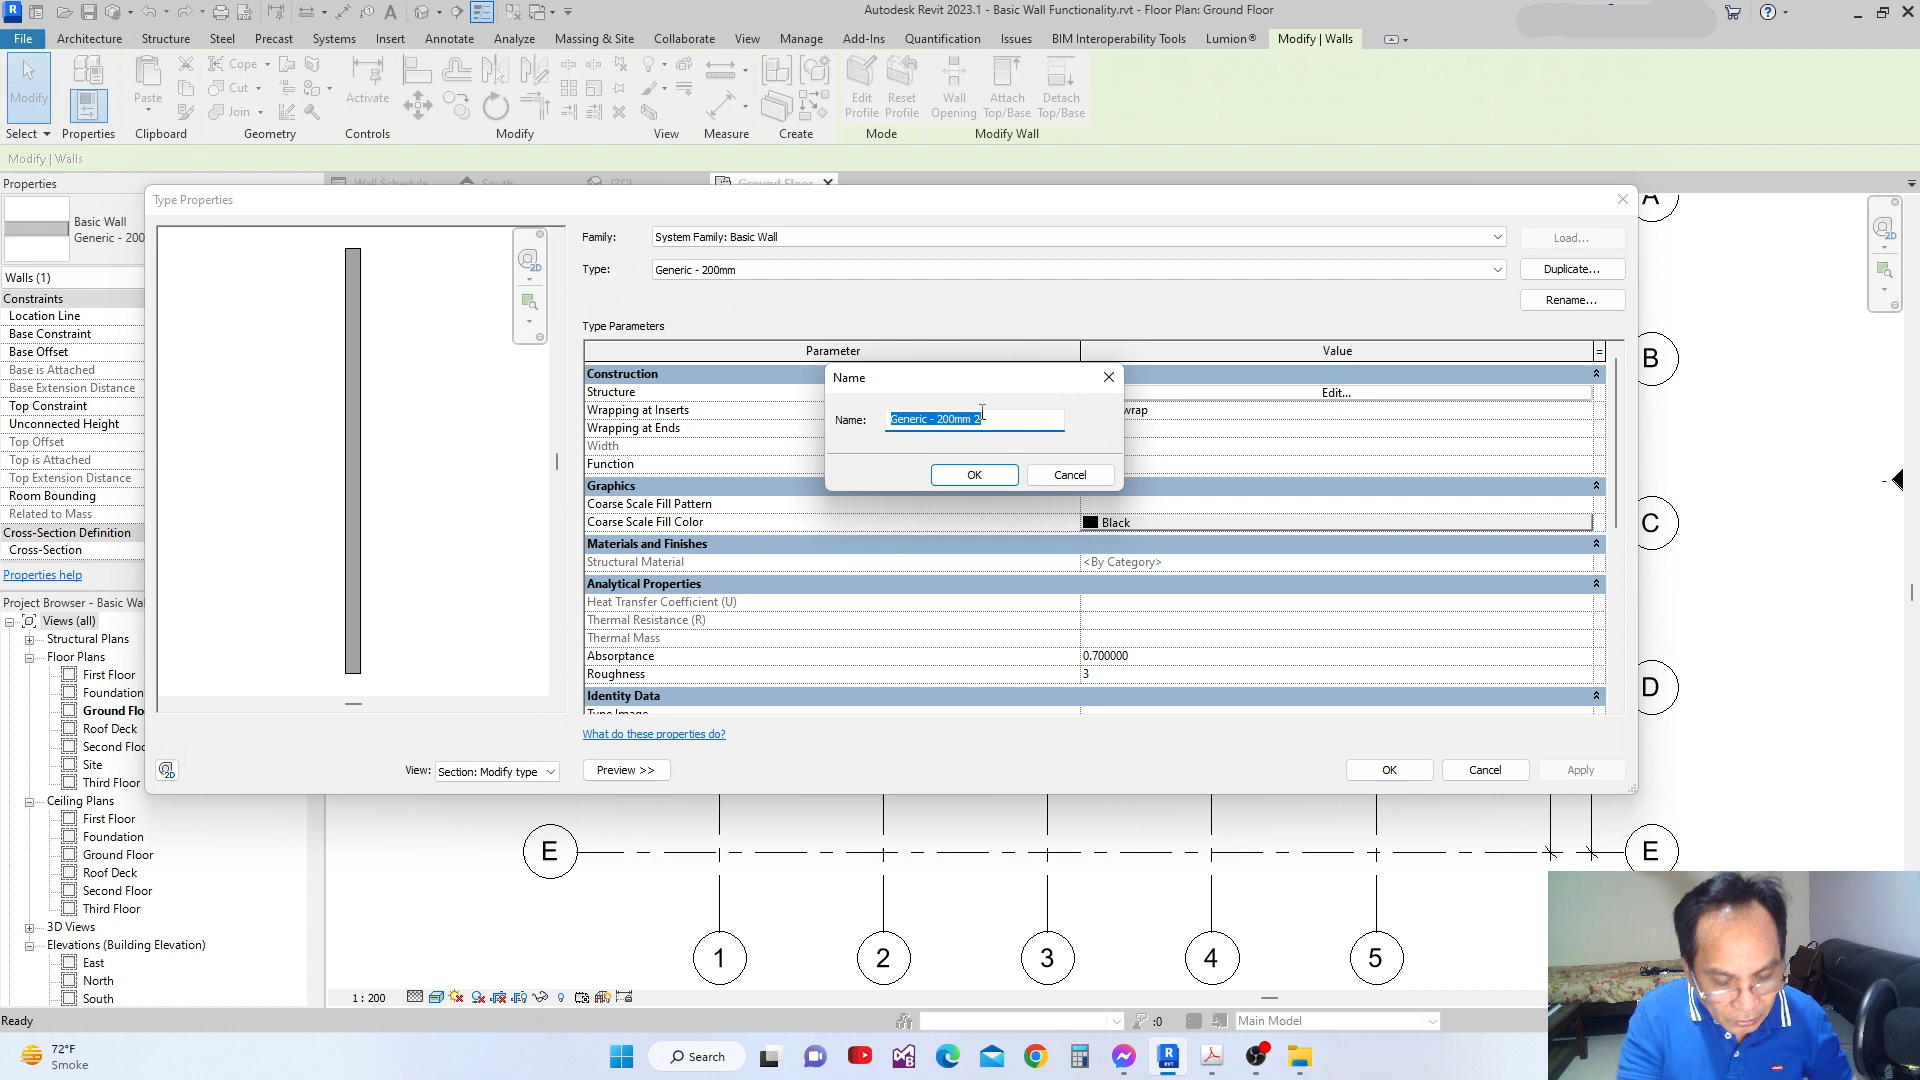 Autodesk Revit 2023.1 - Basic Wall Functionality.rvt - Floor Plan: Ground Floor
File Architecture Structure Steel Precast Systems Insert Annotate Analyze Massing & Site Collaborate View Manage Add-Ins Quantification Issues BIM Interoperability Tools Lumion® Modify | Walls
Modify
Paste
Cope
Cut
Join
Activate
Edit Profile
Reset Profile
Wall Opening
Attach Top/Base
Detach Top/Base
Select Properties Clipboard Geometry Controls Modify View Measure Create Mode Modify Wall
Modify | Walls
Properties
Wall Schedule South (3D) Ground Floor
Basic Wall
Generic - 200
Walls (1)
Constraints
Location Line
Base Constraint
Base Offset
Base is Attached
Base Extension Distance
Top Constraint
Unconnected Height
Top Offset
Top is Attached
Top Extension Distance
Room Bounding
Related to Mass
Cross-Section Definition
Cross-Section
Properties help
Project Browser - Basic Wa
Views (all)
Structural Plans
Floor Plans
First Floor
Foundation
Ground Flo
Roof Deck
Second Floo
Site
Third Floor
Ceiling Plans
First Floor
Foundation
Ground Floor
Roof Deck
Second Floor
Third Floor
3D Views
Elevations (Building Elevation)
East
North
South
Type Properties
Family: System Family: Basic Wall Load...
Type: Generic - 200mm Duplicate...
Rename...
Type Parameters
Parameter Value =
Construction
Structure Edit...
Wrapping at Inserts wrap
Wrapping at Ends
Width
Function
Graphics
Coarse Scale Fill Pattern
Coarse Scale Fill Color Black
Materials and Finishes
Structural Material <By Category>
Analytical Properties
Heat Transfer Coefficient (U)
Thermal Resistance (R)
Thermal Mass
Absorptance 0.700000
Roughness 3
Identity Data
Type Image
What do these properties do?
View: Section: Modify type Preview >> OK Cancel Apply
Name
Name: Generic - 200mm 2
OK Cancel
A
B
C
D
E E
1 2 3 4 5
1 : 200
Ready
:0
Main Model
72°F
Smoke
Search